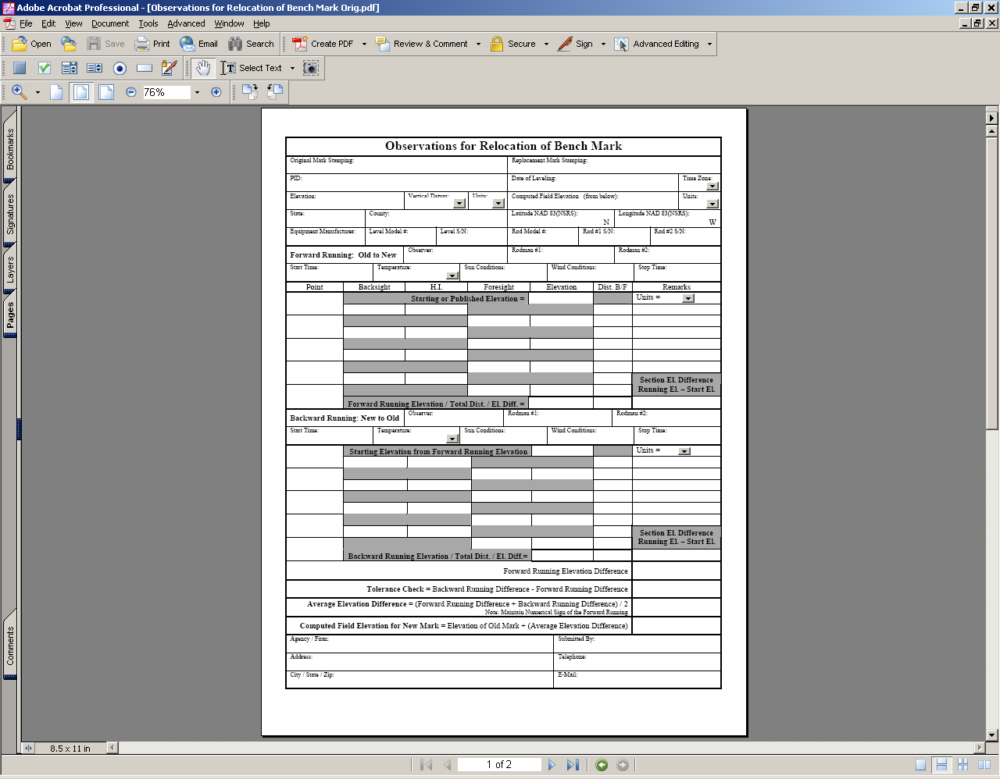 Adobe Acrobat Professional - [Observations for Relocation of Bench Mark Orig.pdf]
File Edit View Document Tools Advanced Window Help
Open Save Print Email Search Create PDF Review & Comment Secure Sign Advanced Editing
T Select Text
76%
Bookmarks
Signatures
Layers
Pages
Comments
Observations for Relocation of Bench Mark
Original Mark Stamping: Replacement Mark Stamping:
PID: Date of Leveling: Time Zone:
Elevation: Vertical Datum: Units: Computed Field Elevation (from below): Units:
State: County: Latitude NAD 83(NSRS): N Longitude NAD 83(NSRS): W
Equipment Manufacturer: Level Model #: Level S/N: Rod Model #: Rod #1 S/N: Rod #2 S/N:
Forward Running: Old to New Observer: Rodman #1: Rodman #2:
Start Time: Temperature: Sun Conditions: Wind Conditions: Stop Time:
Point Backsight H.I. Foresight Elevation Dist. B/F Remarks
Starting or Published Elevation = Units =
Section El. Difference
Running El. – Start El.
Forward Running Elevation / Total Dist. / El. Diff. =
Backward Running: New to Old Observer: Rodman #1: Rodman #2:
Start Time: Temperature: Sun Conditions: Wind Conditions: Stop Time:
Starting Elevation from Forward Running Elevation Units =
Section El. Difference
Running El. – Start El.
Backward Running Elevation / Total Dist. / El. Diff.=
Forward Running Elevation Difference
Tolerance Check = Backward Running Difference - Forward Running Difference
Average Elevation Difference = (Forward Running Difference + Backward Running Difference) / 2
Note: Maintain Numerical Sign of the Forward Running
Computed Field Elevation for New Mark = Elevation of Old Mark + (Average Elevation Difference)
Agency / Firm: Submitted By:
Address: Telephone:
City / State / Zip: E-Mail:
8.5 x 11 in
1 of 2